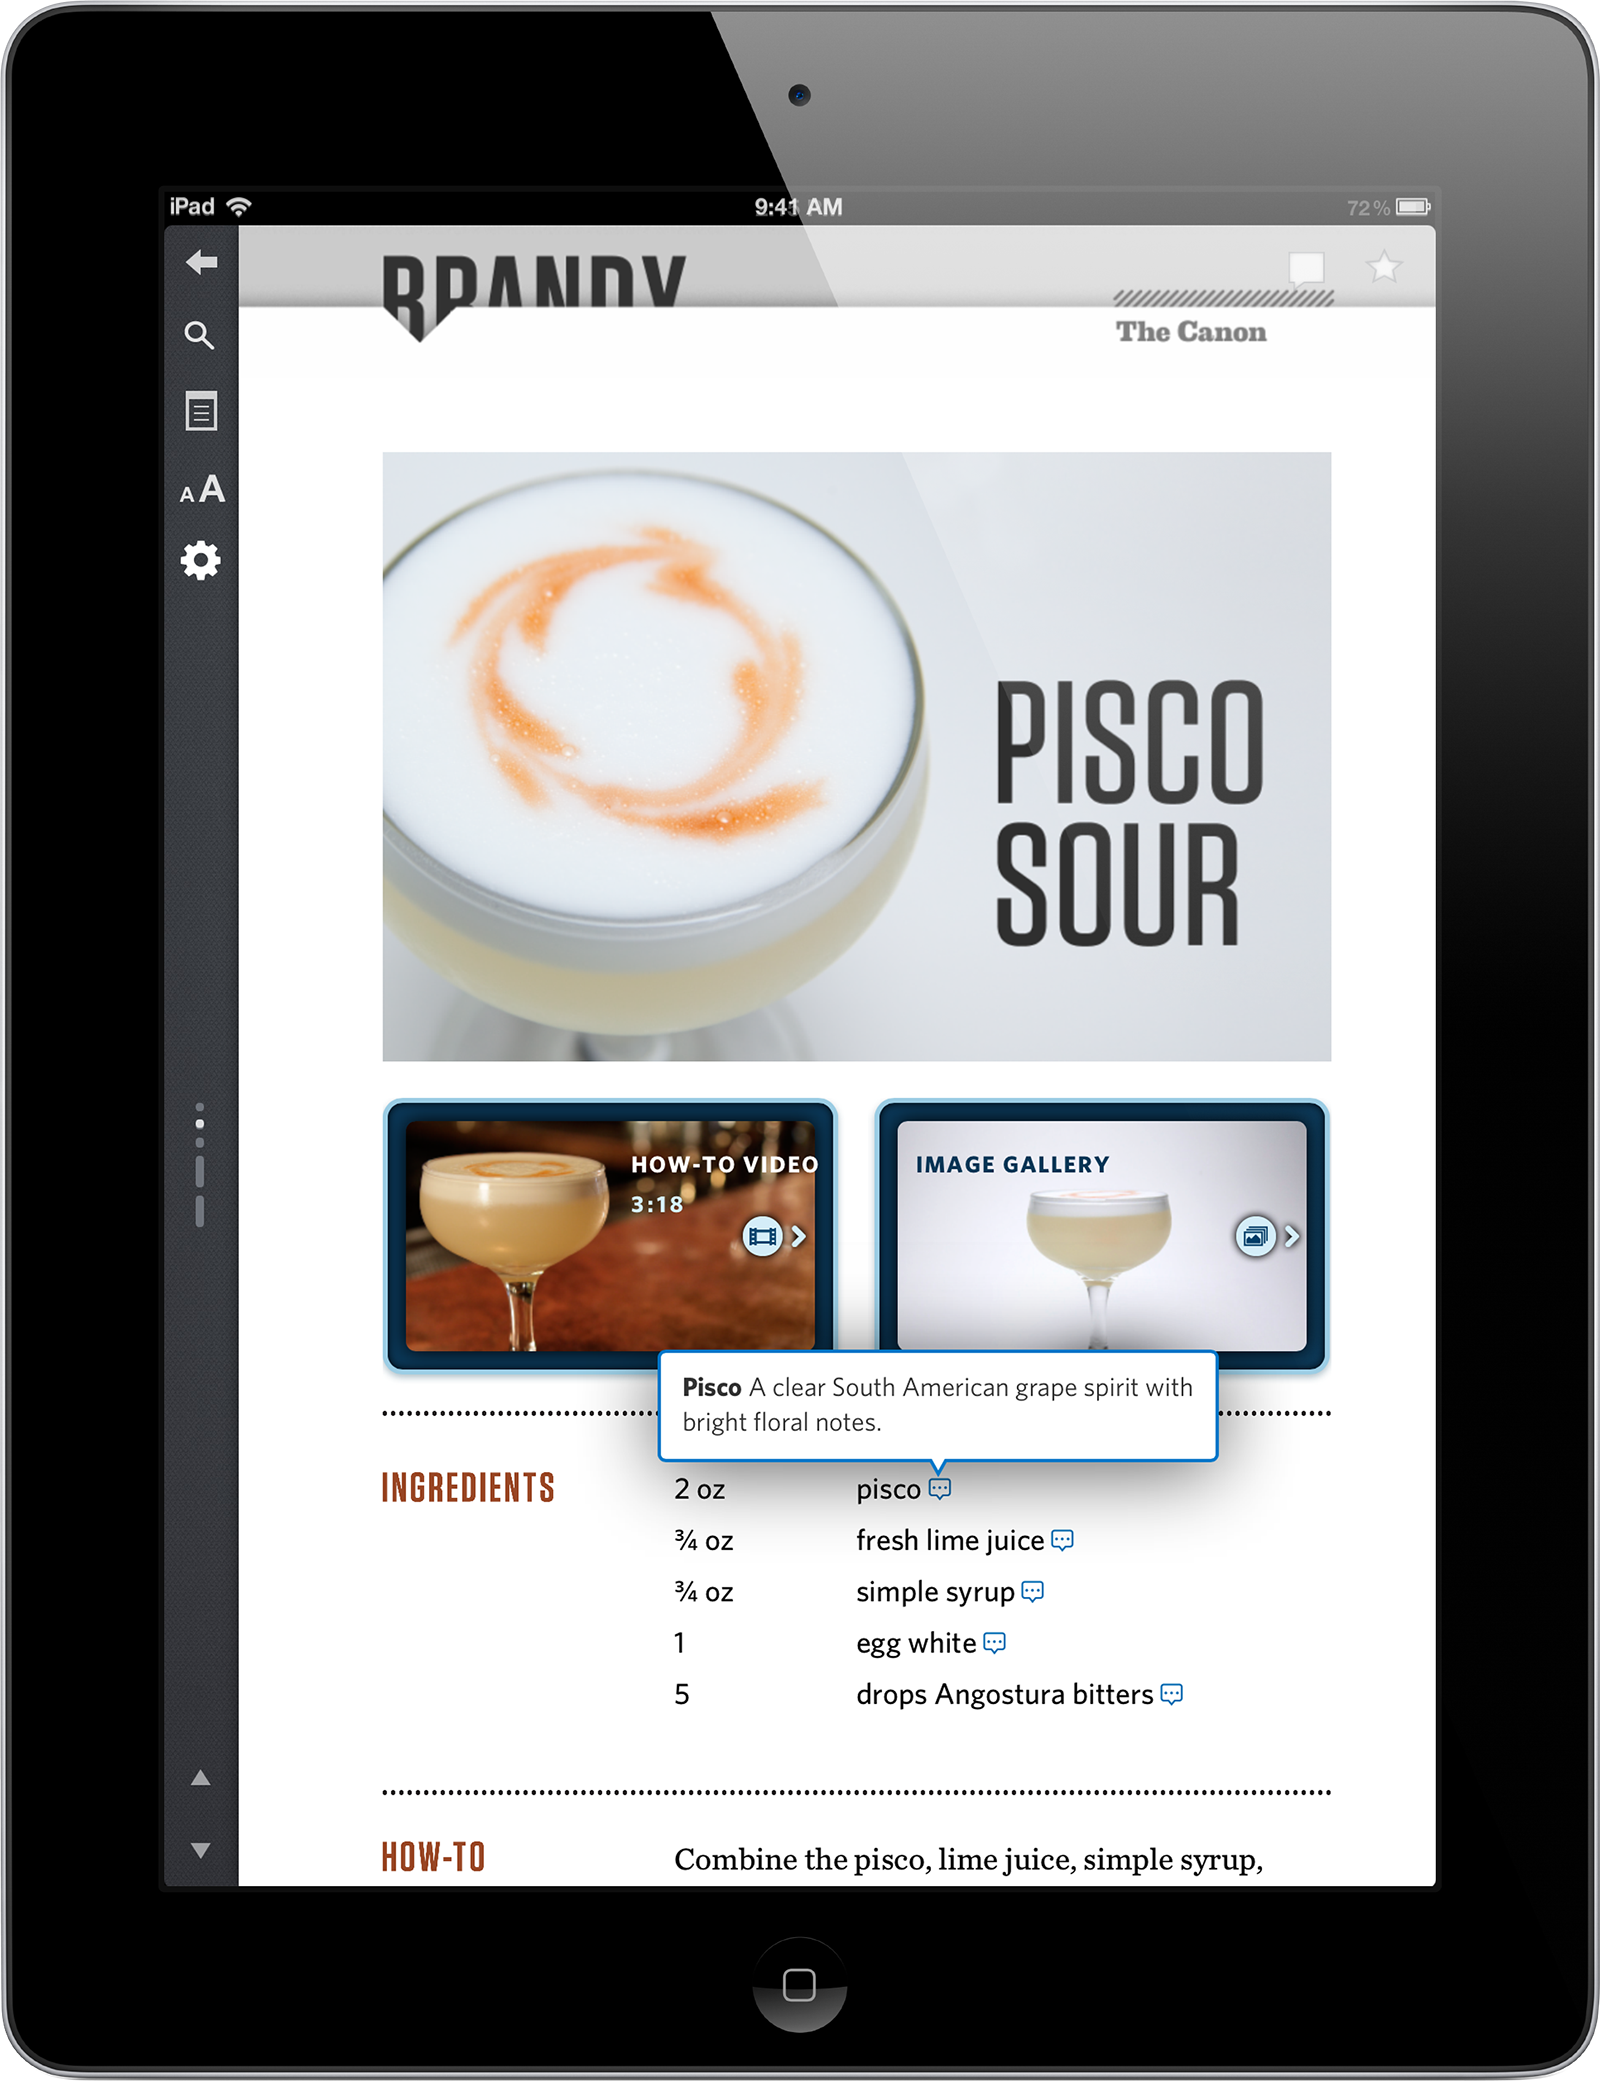 iPad 9:41 AM 72%
BRANDY
The Canon
AA
PISCO
SOUR
HOW-TO VIDEO
3:18
IMAGE GALLERY
Pisco A clear South American grape spirit with
bright floral notes.
INGREDIENTS
2 oz pisco
¾ oz fresh lime juice
¾ oz simple syrup
1 egg white
5 drops Angostura bitters
HOW-TO
Combine the pisco, lime juice, simple syrup,